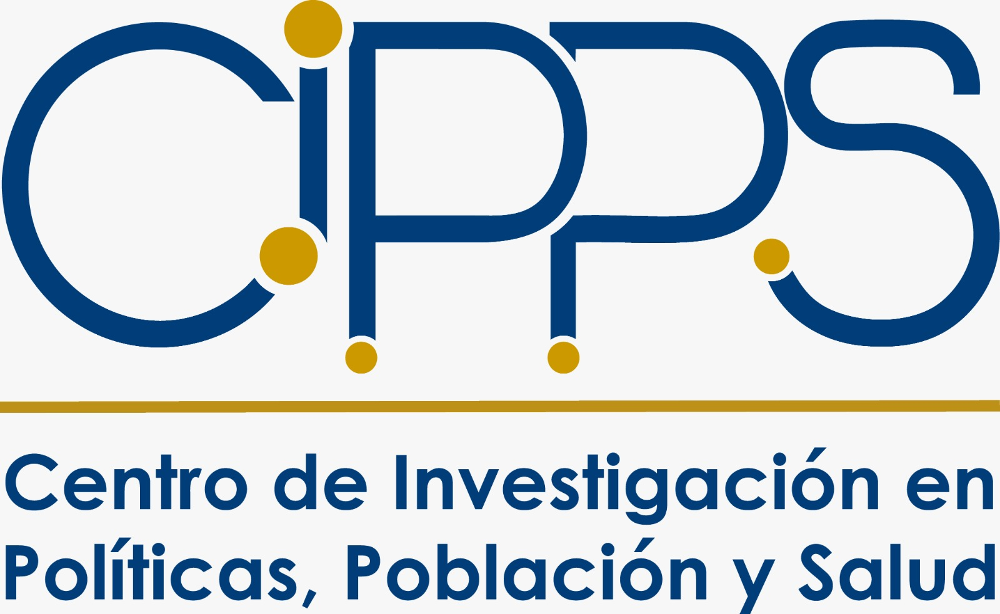 CiPPS
Centro de Investigación en
Políticas, Población y Salud